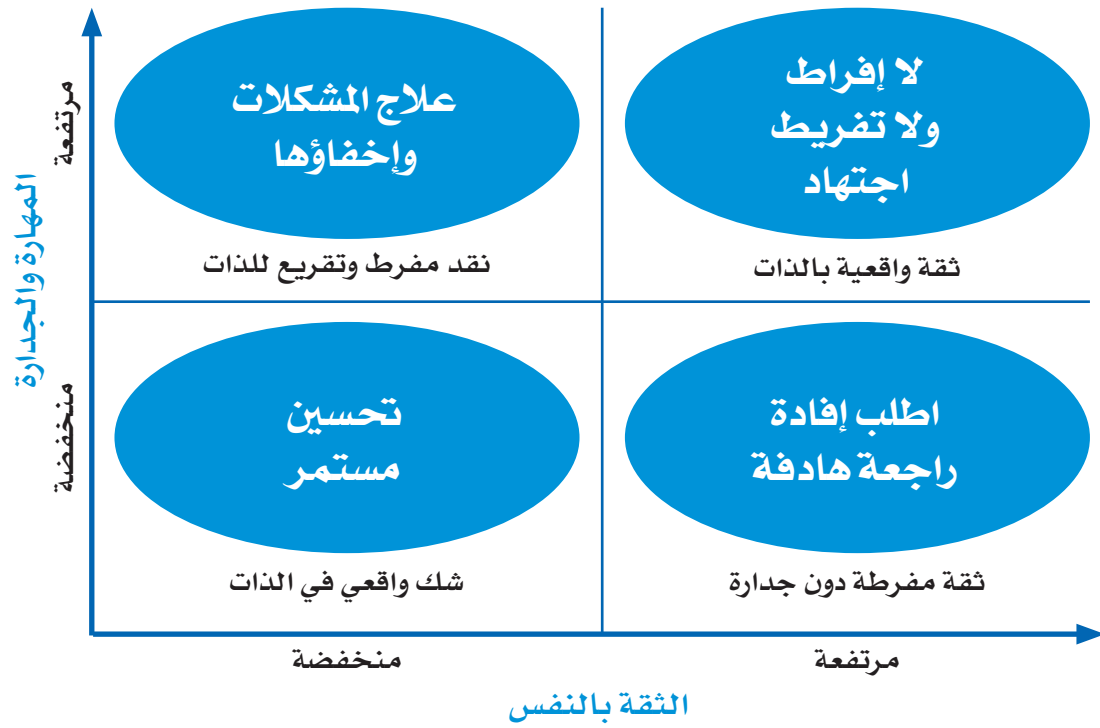 لا إفراط
ولا تفريط
اجتهاد
ثقة واقعية بالذات
علاج المشكلات
وإخفاؤها
نقد مفرط وتقريع للذات
مرتفعة
المهارة والجدارة
منخفضة
اطلب إفادة
راجعة هادفة
ثقة مفرطة دون جدارة
تحسين
مستمر
شك واقعي في الذات
مرتفعة
منخفضة
الثقة بالنفس